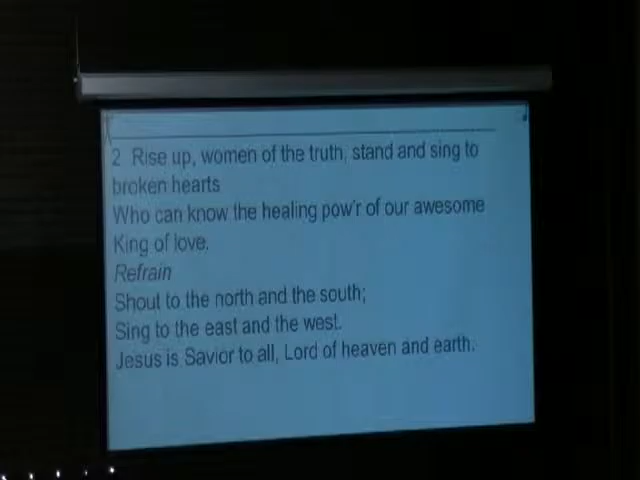 2 Rise up, women of the truth, stand and sing to
broken hearts
Who can know the healing pow'r of our awesome
King of love.
Refrain
Shout to the north and the south;
Sing to the east and the west.
Jesus is Savior to all, Lord of heaven and earth.